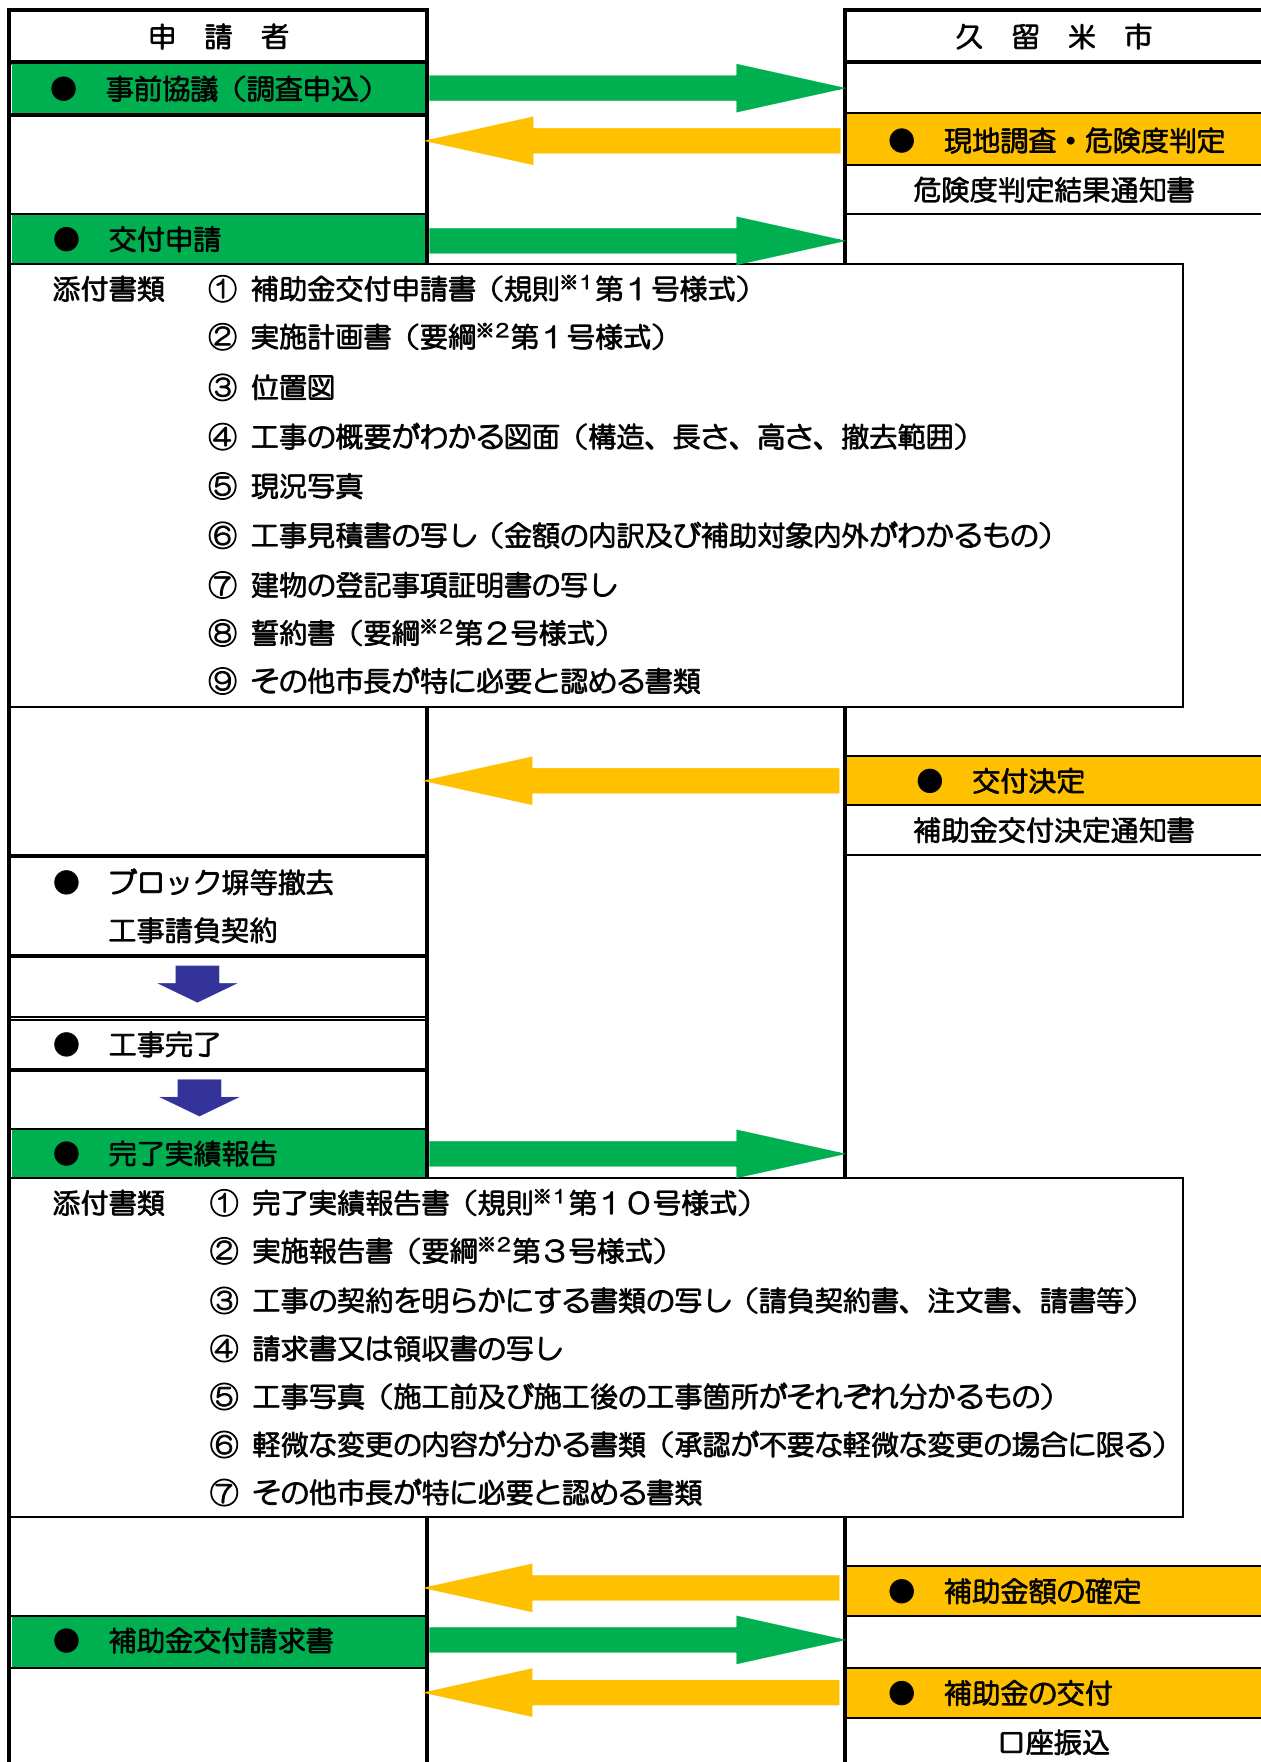 申 請 者
久 留 米 市
● 事前協議（調査申込）
● 現地調査・危険度判定
危険度判定結果通知書
● 交付申請
添付書類 ① 補助金交付申請書（規則※1第１号様式）
② 実施計画書（要綱※2第１号様式）
③ 位置図
④ 工事の概要がわかる図面（構造、長さ、高さ、撤去範囲）
⑤ 現況写真
⑥ 工事見積書の写し（金額の内訳及び補助対象内外がわかるもの）
⑦ 建物の登記事項証明書の写し
⑧ 誓約書（要綱※2第２号様式）
⑨ その他市長が特に必要と認める書類
● 交付決定
補助金交付決定通知書
● ブロック塀等撤去
工事請負契約
● 工事完了
● 完了実績報告
添付書類 ① 完了実績報告書（規則※1第１０号様式）
② 実施報告書（要綱※2第３号様式）
③ 工事の契約を明らかにする書類の写し（請負契約書、注文書、請書等）
④ 請求書又は領収書の写し
⑤ 工事写真（施工前及び施工後の工事箇所がそれぞれ分かるもの）
⑥ 軽微な変更の内容が分かる書類（承認が不要な軽微な変更の場合に限る）
⑦ その他市長が特に必要と認める書類
● 補助金額の確定
● 補助金交付請求書
● 補助金の交付
口座振込